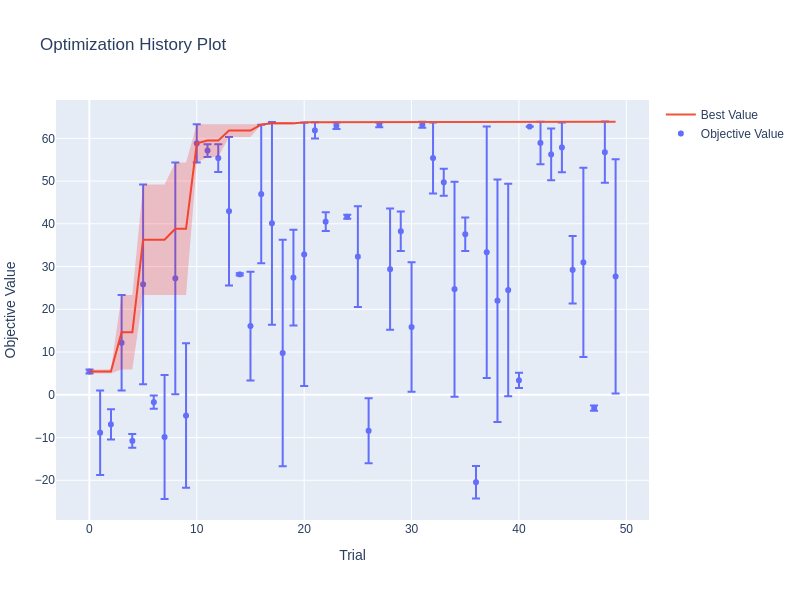 Optimization History Plot
Best Value
Objective Value
60
50
40
30
20
10
0
−10
−20
Objective Value
0 10 20 30 40 50
Trial